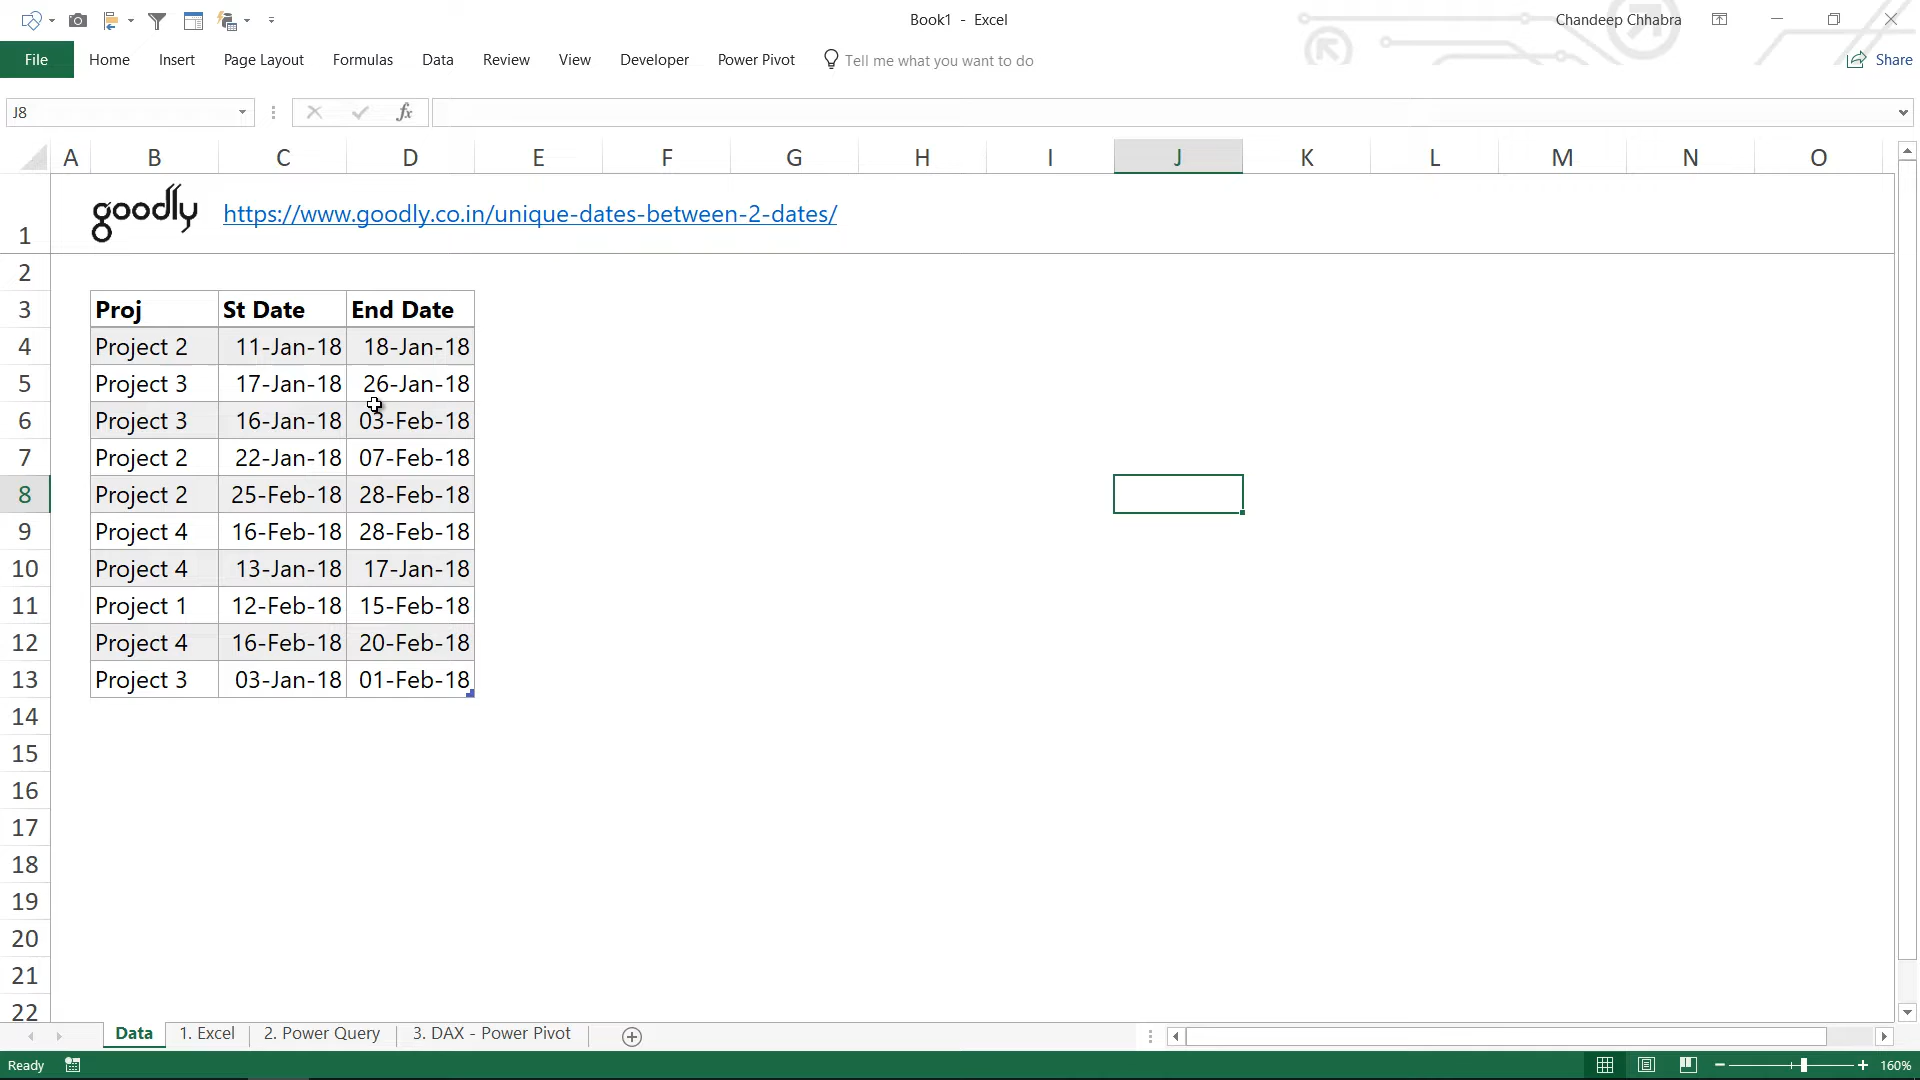 Book1 - Excel
Chandeep Chhabra
File Home Insert Page Layout Formulas Data Review View Developer Power Pivot Tell me what you want to do Share
J8 fx
A B C D E F G H I J K L M N O
1 goodly https://www.goodly.co.in/unique-dates-between-2-dates/
2
3 Proj St Date End Date
4 Project 2 11-Jan-18 18-Jan-18
5 Project 3 17-Jan-18 26-Jan-18
6 Project 3 16-Jan-18 03-Feb-18
7 Project 2 22-Jan-18 07-Feb-18
8 Project 2 25-Feb-18 28-Feb-18
9 Project 4 16-Feb-18 28-Feb-18
10 Project 4 13-Jan-18 17-Jan-18
11 Project 1 12-Feb-18 15-Feb-18
12 Project 4 16-Feb-18 20-Feb-18
13 Project 3 03-Jan-18 01-Feb-18
14
15
16
17
18
19
20
21
22
Data 1. Excel 2. Power Query 3. DAX - Power Pivot
Ready 160%